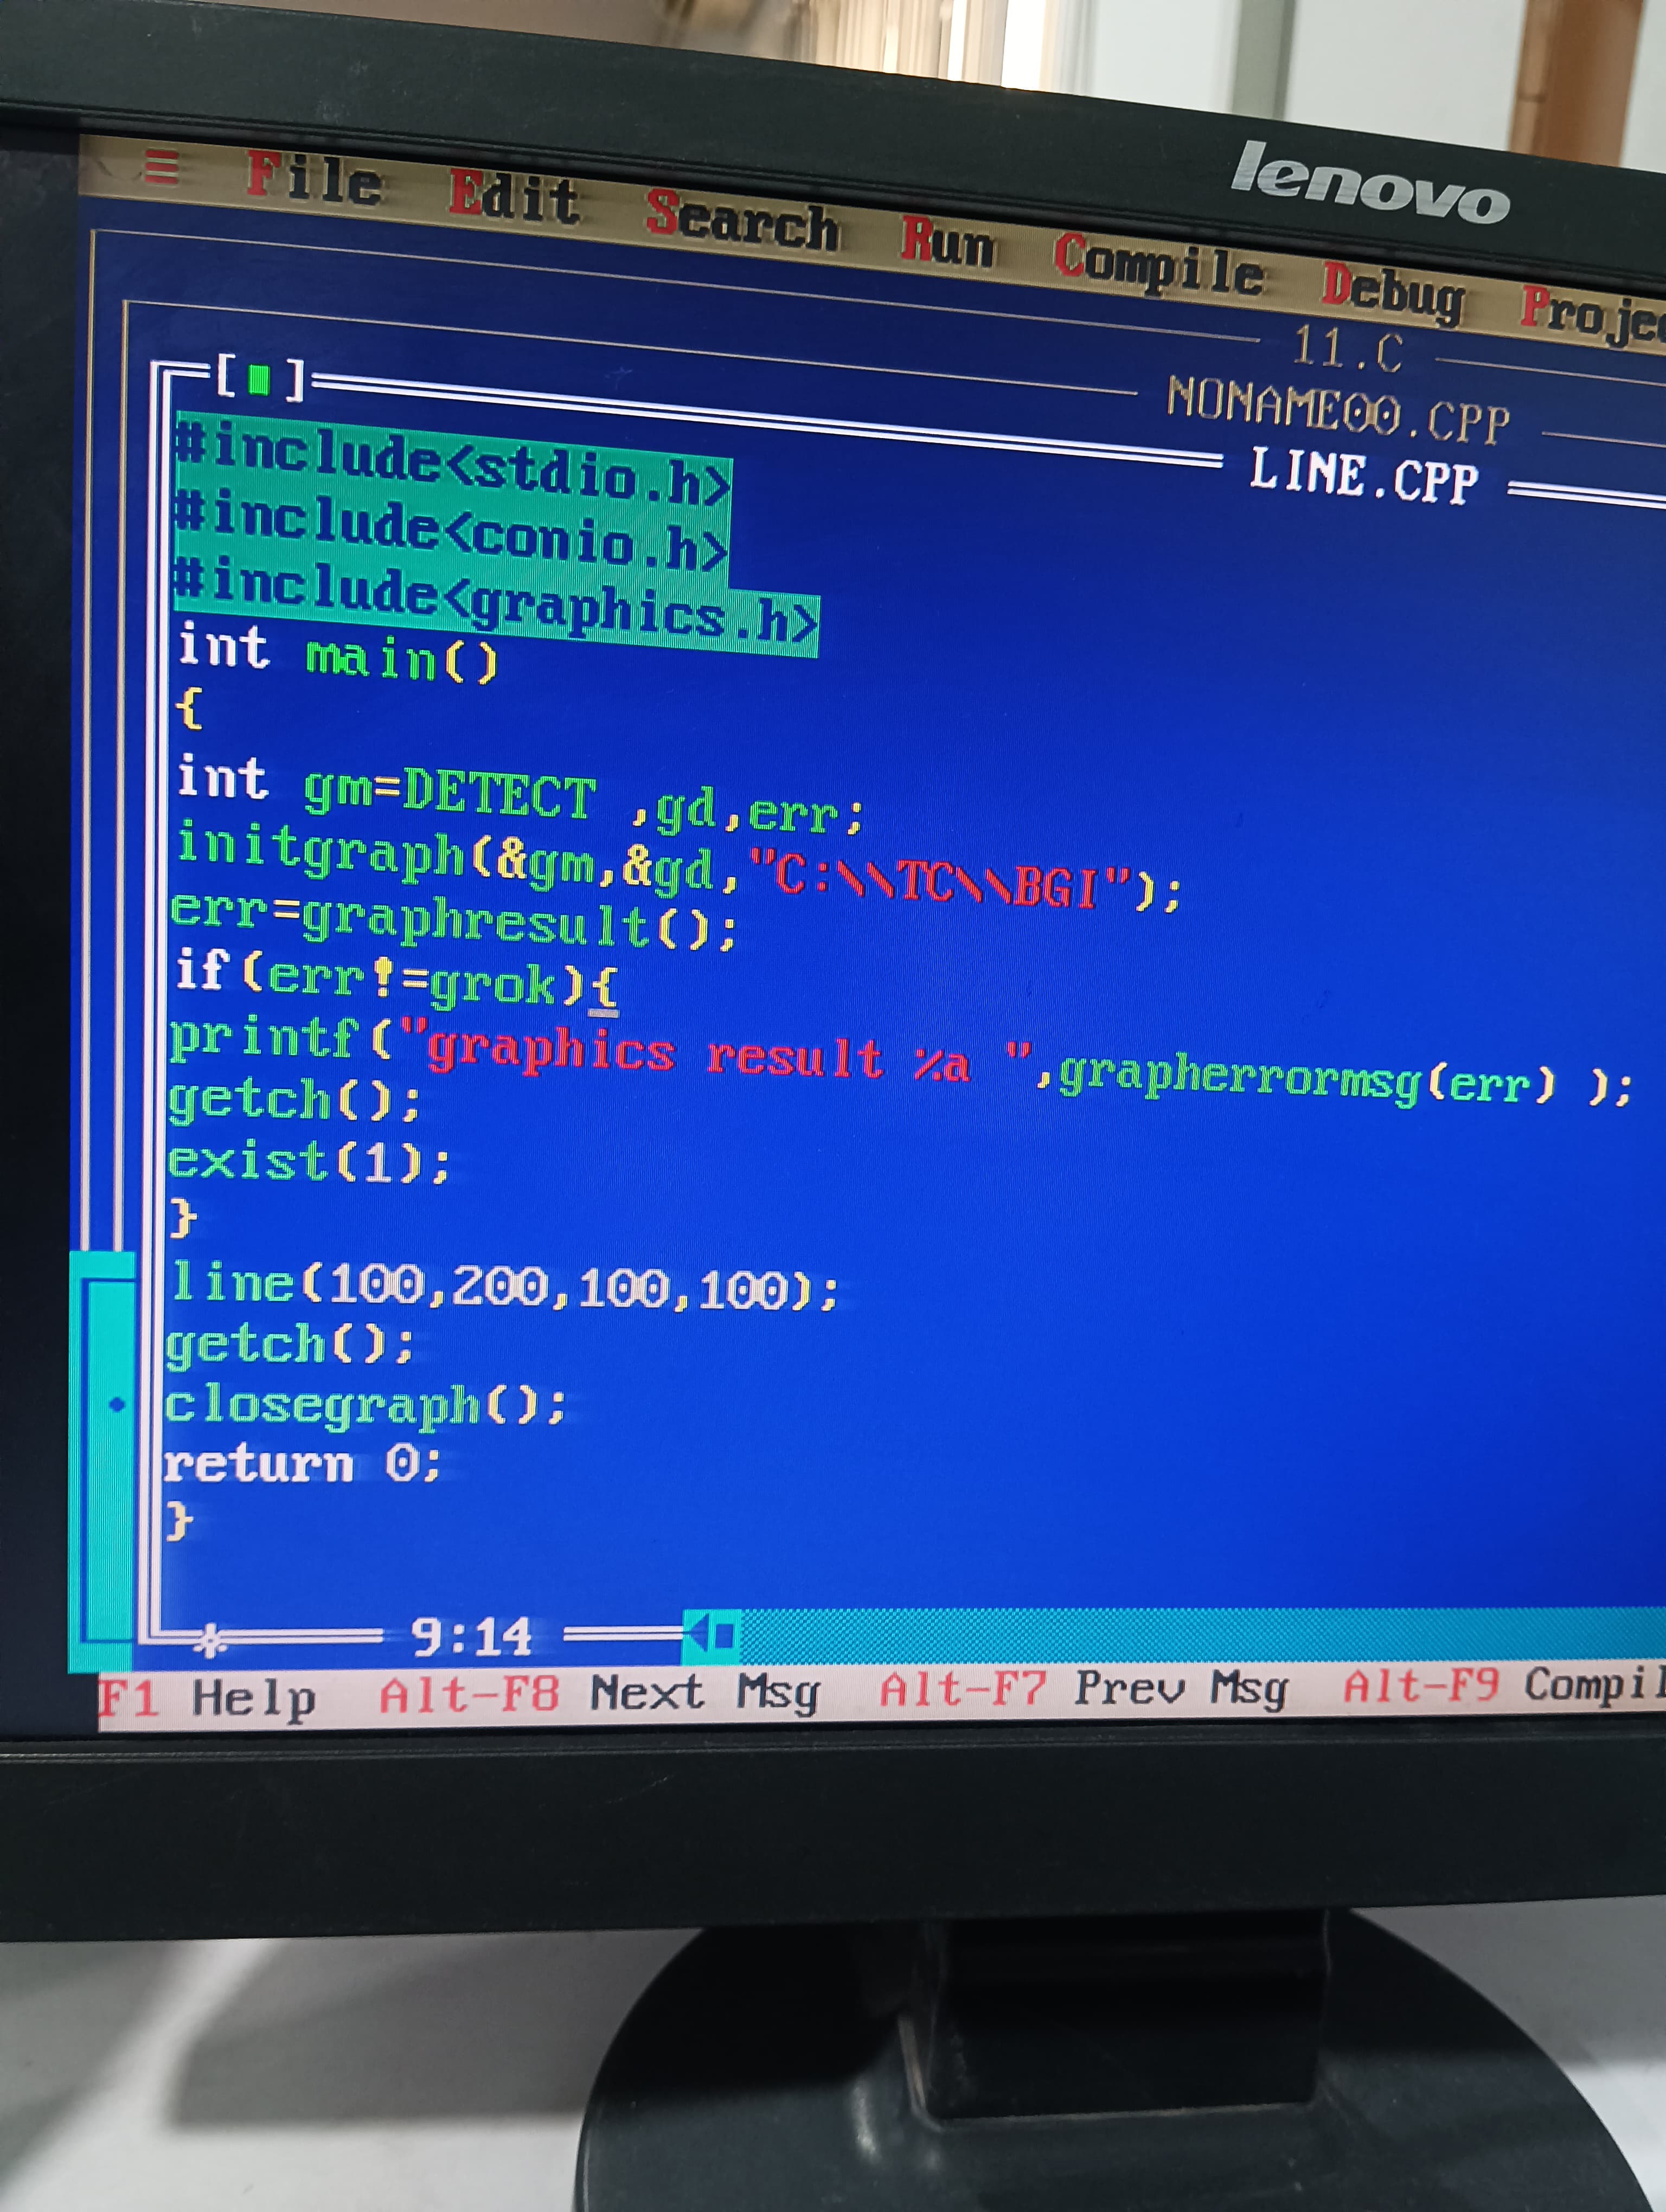 lenovo
≡ File Edit Search Run Compile Debug Projec
11.C
NONAME00.CPP
[■] LINE.CPP
#include<stdio.h>
#include<conio.h>
#include<graphics.h>
int main()
{
int gm=DETECT ,gd,err;
initgraph(&gm,&gd,"C:\\TC\\BGI");
err=graphresult();
if(err!=grok){
printf("graphics result %a ",grapherrormsg(err) );
getch();
exist(1);
}
line(100,200,100,100);
getch();
closegraph();
return 0;
}
9:14
F1 Help Alt-F8 Next Msg Alt-F7 Prev Msg Alt-F9 Compil